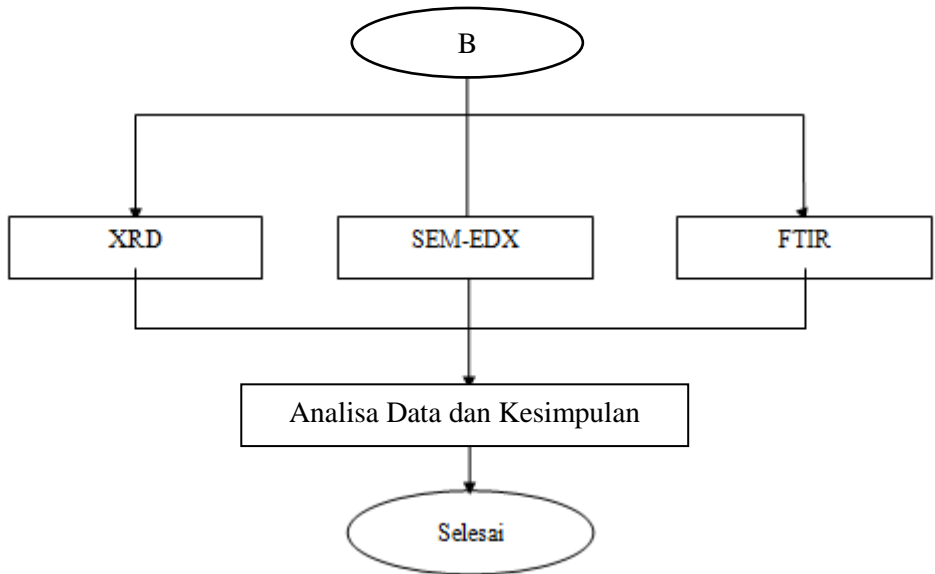 B
XRD
SEM-EDX
FTIR
Analisa Data dan Kesimpulan
Selesai